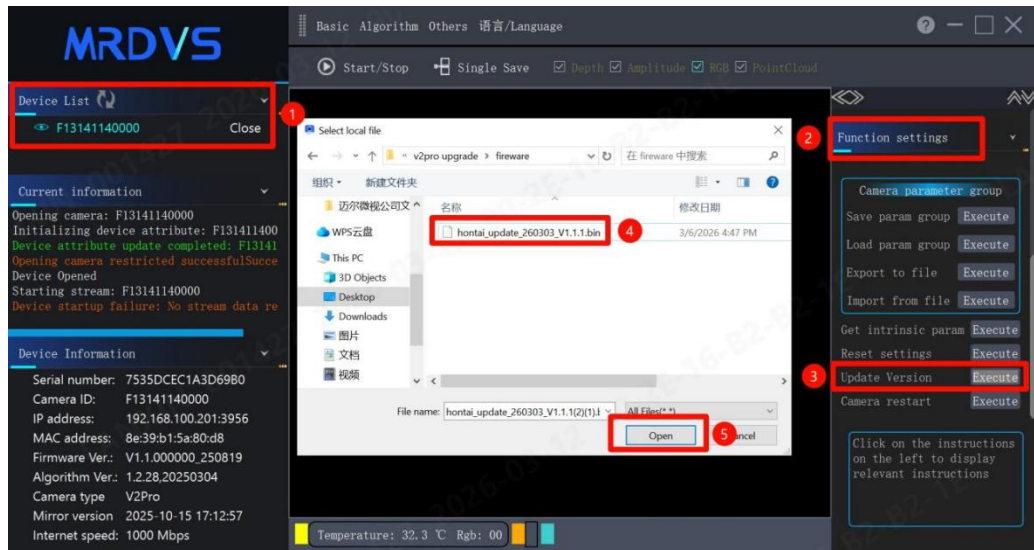 MRDVS
Basic Algorithm Others 语言/Language
Start/Stop Single Save Depth Amplitude RGB PointCloud
Device List
F13141140000 Close
1
Current information
Opening camera: F13141140000
Initializing device attribute: F131411400
Device attribute update completed: F13141
Opening camera restricted successfulSucce
Device Opened
Starting stream: F13141140000
Device startup failure: No stream data re
Device Information
Serial number: 7535DCEC1A3D69B0
Camera ID: F13141140000
IP address: 192.168.100.201:3956
MAC address: 8e:39:b1:5a:80:d8
Firmware Ver.: V1.1.000000_250819
Algorithm Ver.: 1.2.28,20250304
Camera type V2Pro
Mirror version 2025-10-15 17:12:57
Internet speed: 1000 Mbps
Select local file
« v2pro upgrade > fireware
在 fireware 中搜索
组织 新建文件夹
迈尔微视公司文
WPS云盘
This PC
3D Objects
Desktop
Downloads
图片
文档
视频
名称 修改日期
hontai_update_260303_V1.1.1.bin 4 3/6/2026 4:47 PM
File name: hontai_update_260303_V1.1.1(2)(1).b All Files(*.*)
Open 5
Temperature: 32.3 ℃ Rgb: 00
2
Function settings
Camera parameter group
Save param group Execute
Load param group Execute
Export to file Execute
Import from file Execute
Get intrinsic param Execute
Reset settings Execute
3 Update Version Execute
Camera restart Execute
Click on the instructions
on the left to display
relevant instructions